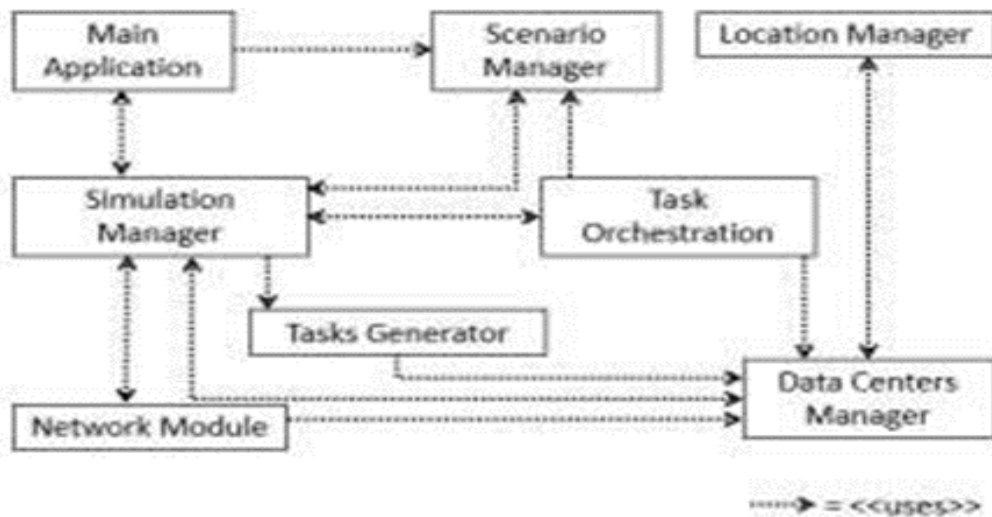 Main
Application
Scenario
Manager
Location Manager
Simulation
Manager
Task
Orchestration
Tasks Generator
Data Centers
Manager
Network Module
= <<uses>>